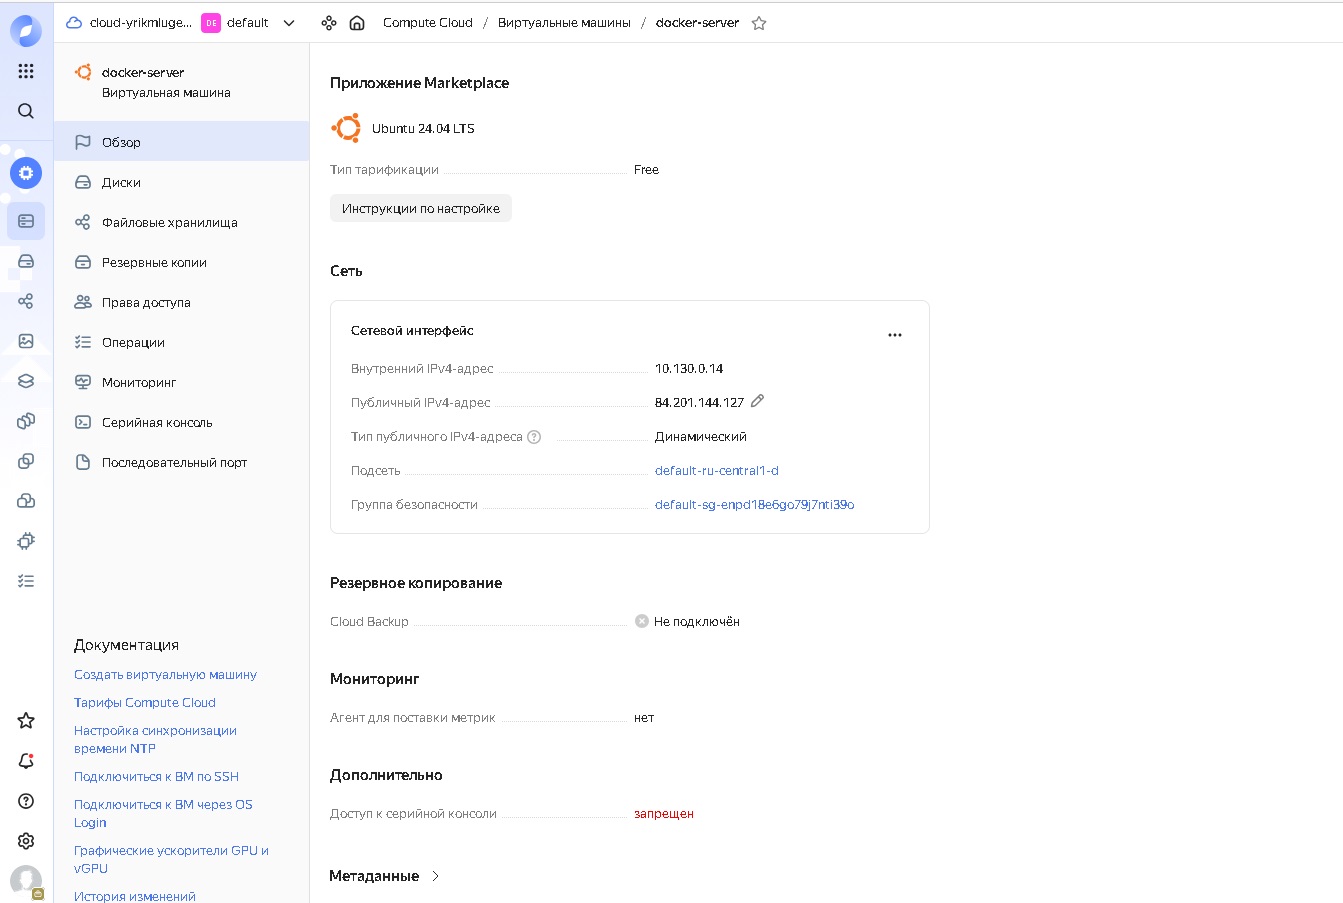 cloud-yrikmluge...
DE
default
Compute Cloud / Виртуальные машины / docker-server
docker-server
Виртуальная машина
Обзор
Диски
Файловые хранилища
Резервные копии
Права доступа
Операции
Мониторинг
Серийная консоль
Последовательный порт
Документация
Создать виртуальную машину
Тарифы Compute Cloud
Настройка синхронизации
времени NTP
Подключиться к ВМ по SSH
Подключиться к ВМ через OS
Login
Графические ускорители GPU и
vGPU
История изменений
Приложение Marketplace
Ubuntu 24.04 LTS
Тип тарификации Free
Инструкции по настройке
Сеть
Сетевой интерфейс
Внутренний IPv4-адрес 10.130.0.14
Публичный IPv4-адрес 84.201.144.127
Тип публичного IPv4-адреса Динамический
Подсеть default-ru-central1-d
Группа безопасности default-sg-enpd18e6go79j7nti39o
Резервное копирование
Cloud Backup Не подключён
Мониторинг
Агент для поставки метрик нет
Дополнительно
Доступ к серийной консоли запрещен
Метаданные